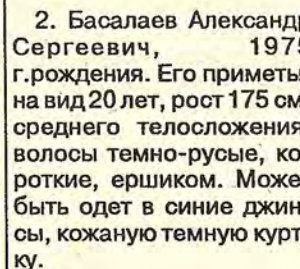 2. Басалаев Александ
Сергеевич, 1975
г.рождения. Его приметы
на вид 20 лет, рост 175 см
среднего телосложения
волосы темно-русые, ко
роткие, ершиком. Може
быть одет в синие джин
сы, кожаную темную курт
ку.